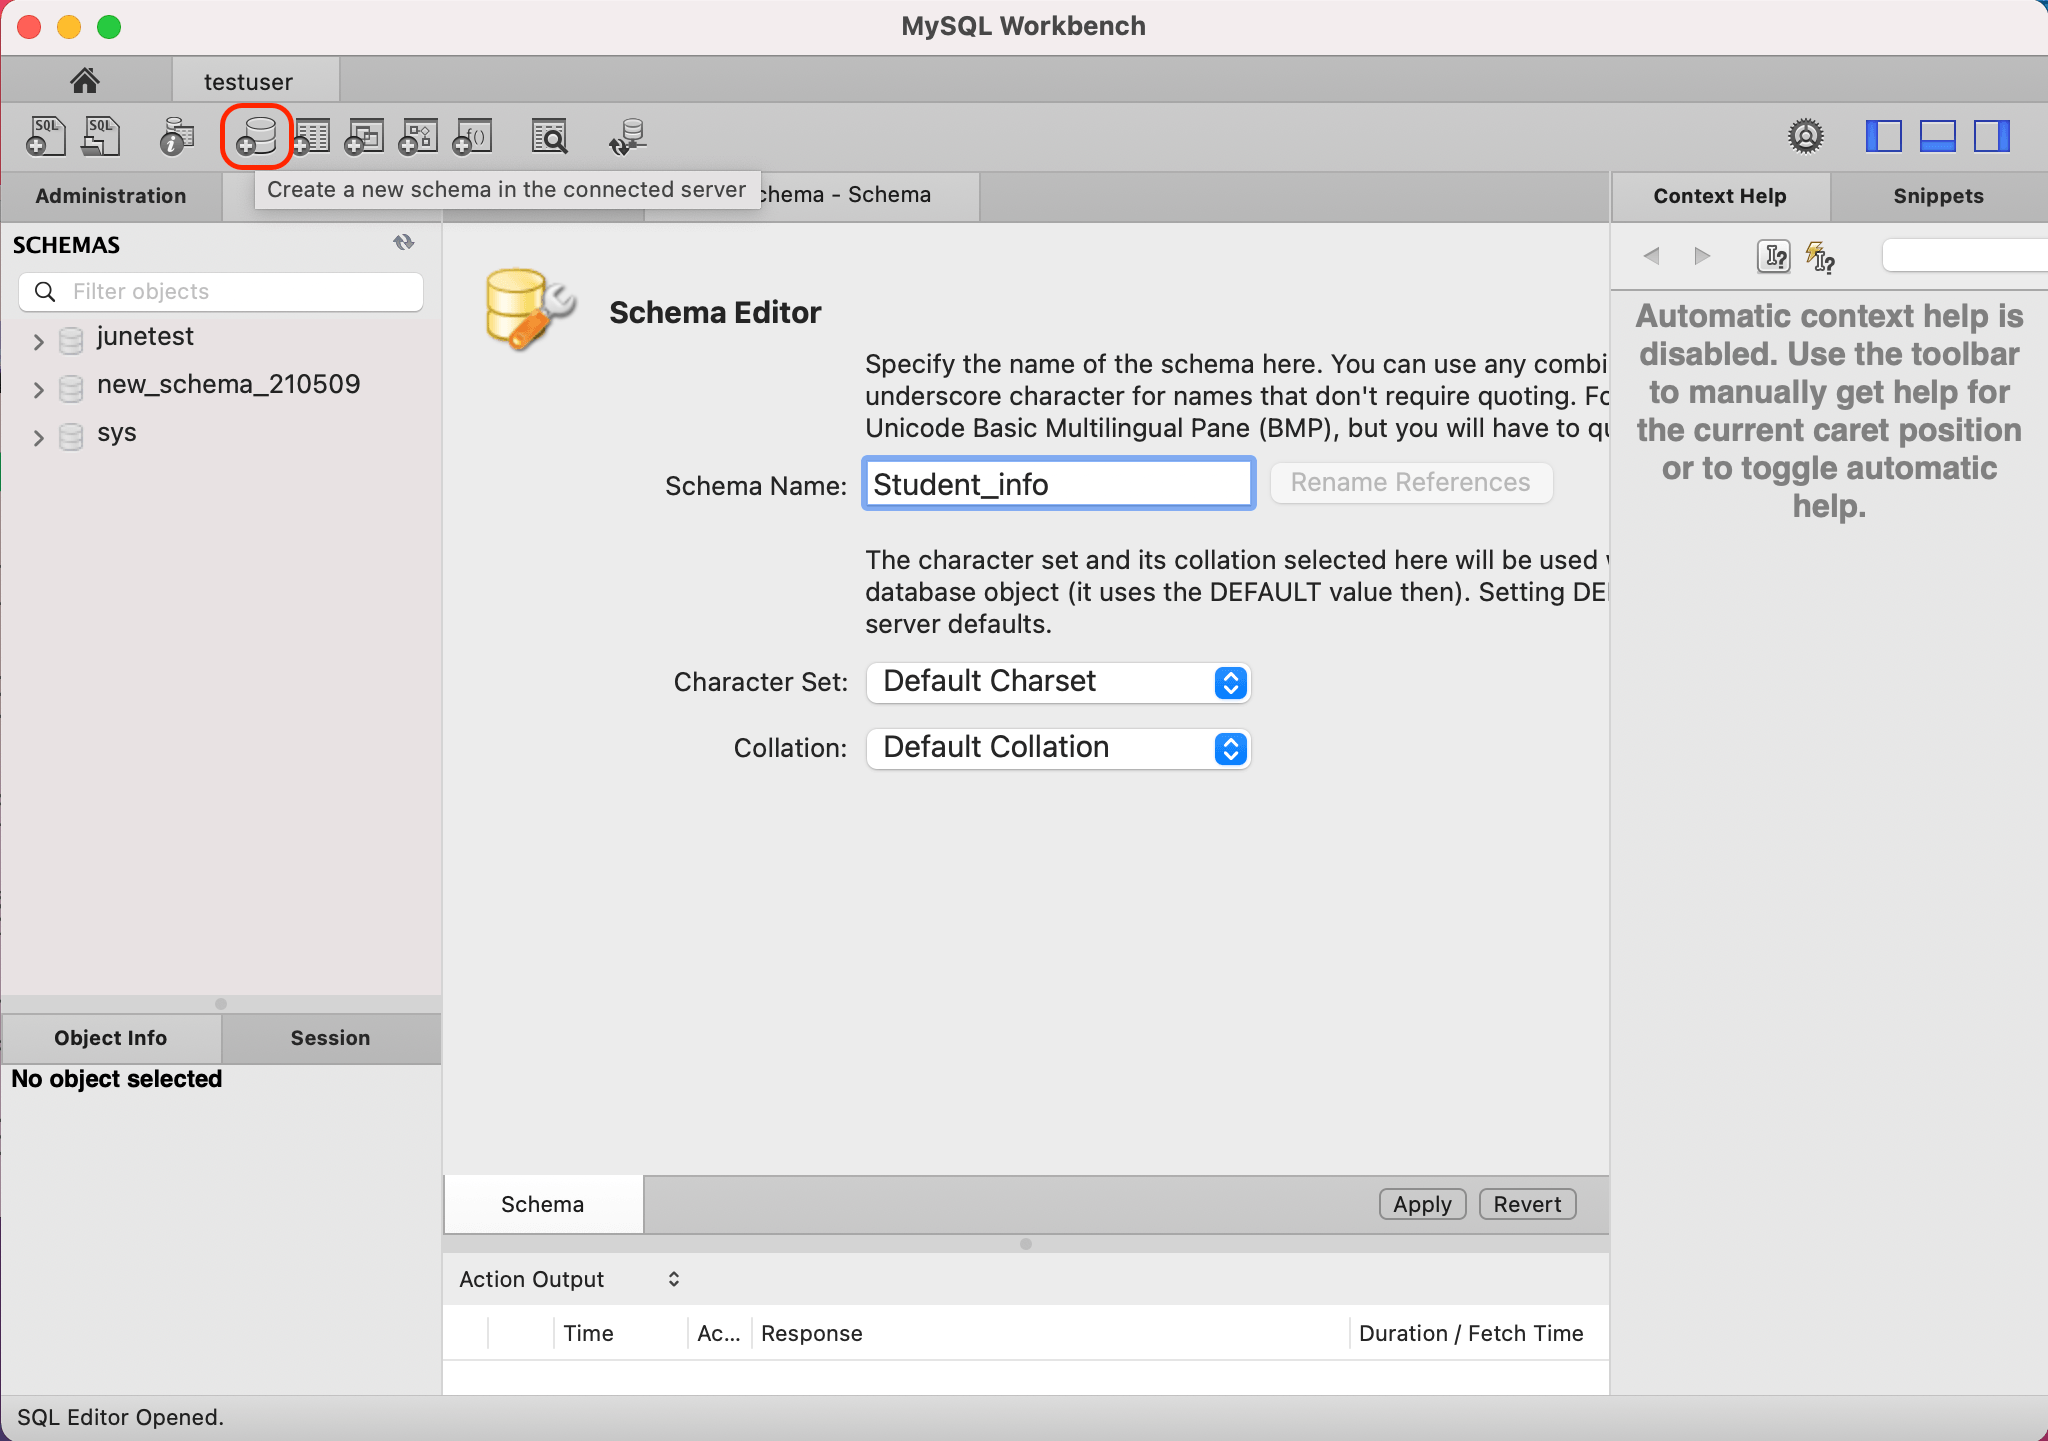 MySQL Workbench
testuser
SQL
SQL
f()
Create a new schema in the connected server
Administration
chema - Schema
Context Help
Snippets
SCHEMAS
Filter objects
junetest
new_schema_210509
sys
Schema Editor
Specify the name of the schema here. You can use any combi
underscore character for names that don't require quoting. Fo
Unicode Basic Multilingual Pane (BMP), but you will have to qu
Schema Name:
Student_info
Rename References
The character set and its collation selected here will be used
database object (it uses the DEFAULT value then). Setting DE
server defaults.
Character Set:
Default Charset
Collation:
Default Collation
Automatic context help is
disabled. Use the toolbar
to manually get help for
the current caret position
or to toggle automatic
help.
Object Info
Session
No object selected
Schema
Apply
Revert
Action Output
Time
Ac...
Response
Duration / Fetch Time
SQL Editor Opened.